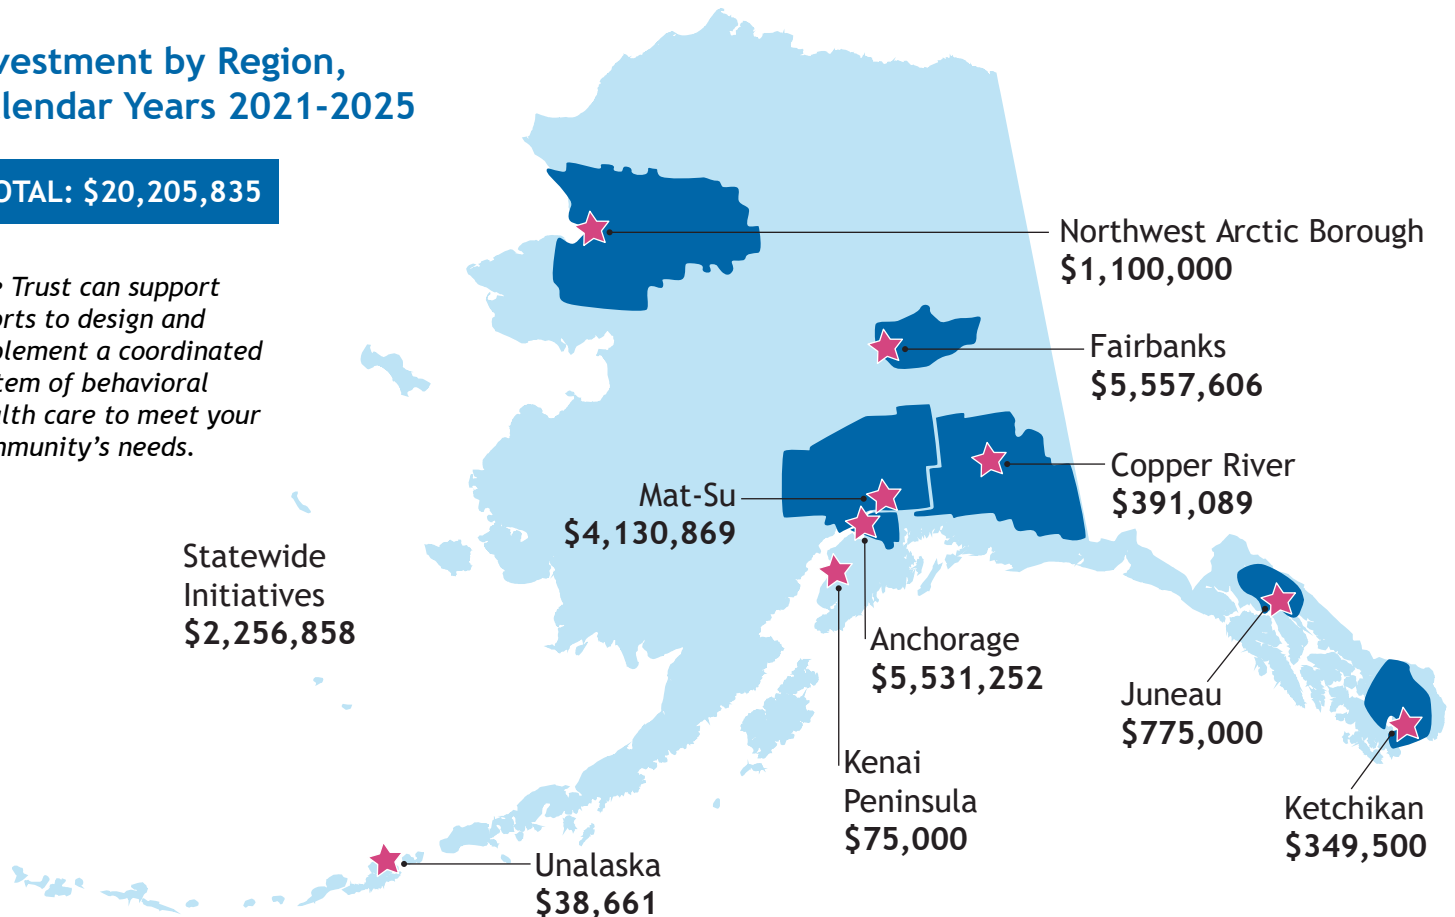 vestment by Region,
lendar Years 2021-2025
OTAL: $20,205,835
e Trust can support
orts to design and
plement a coordinated
tem of behavioral
alth care to meet your
mmunity’s needs.
Northwest Arctic Borough
$1,100,000
Fairbanks
$5,557,606
Copper River
$391,089
Mat-Su
$4,130,869
Statewide
Initiatives
$2,256,858
Anchorage
$5,531,252
Juneau
$775,000
Kenai
Peninsula
$75,000
Ketchikan
$349,500
Unalaska
$38,661